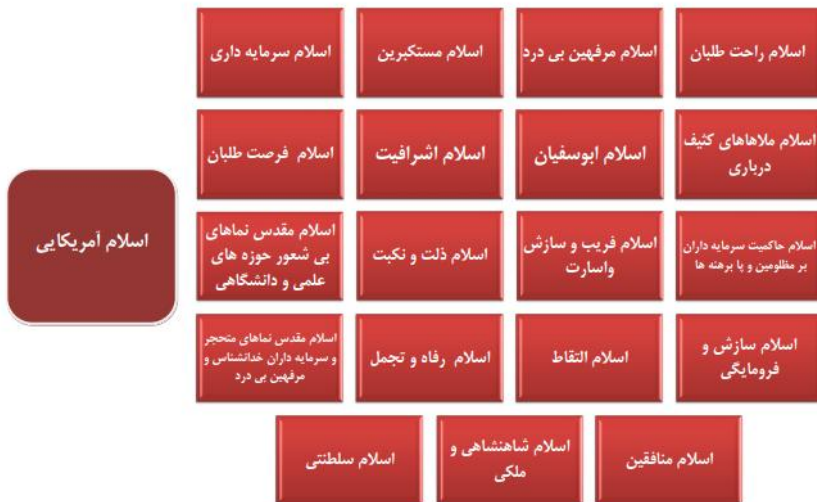 اسلام راحت طلبان
اسلام مرفهین بی درد
اسلام مستکبرین
اسلام سرمایه داری
اسلام ملاهاهای کثیف
درباری
اسلام ابوسفیان
اسلام اشرافیت
اسلام فرصت طلبان
اسلام آمریکایی
اسلام حاکمیت سرمایه داران
بر مظلومین و پا برهنه ها
اسلام فریب و سازش
واسارت
اسلام ذلت و نکبت
اسلام مقدس نماهای
بی شعور حوزه های
علمی و دانشگاهی
اسلام سازش و
فرومایگی
اسلام التقاط
اسلام رفاه و تجمل
اسلام مقدس نماهای متحجر
و سرمایه داران خدانشناس و
مرفهین بی درد
اسلام منافقین
اسلام شاهنشاهی و
ملکی
اسلام سلطنتی